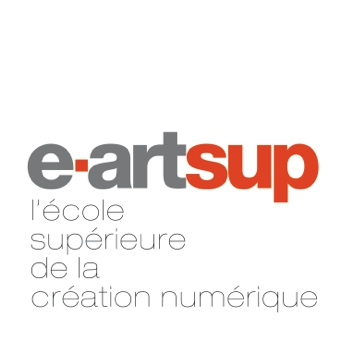 e-artsup
l'école
supérieure
de la
création numérique